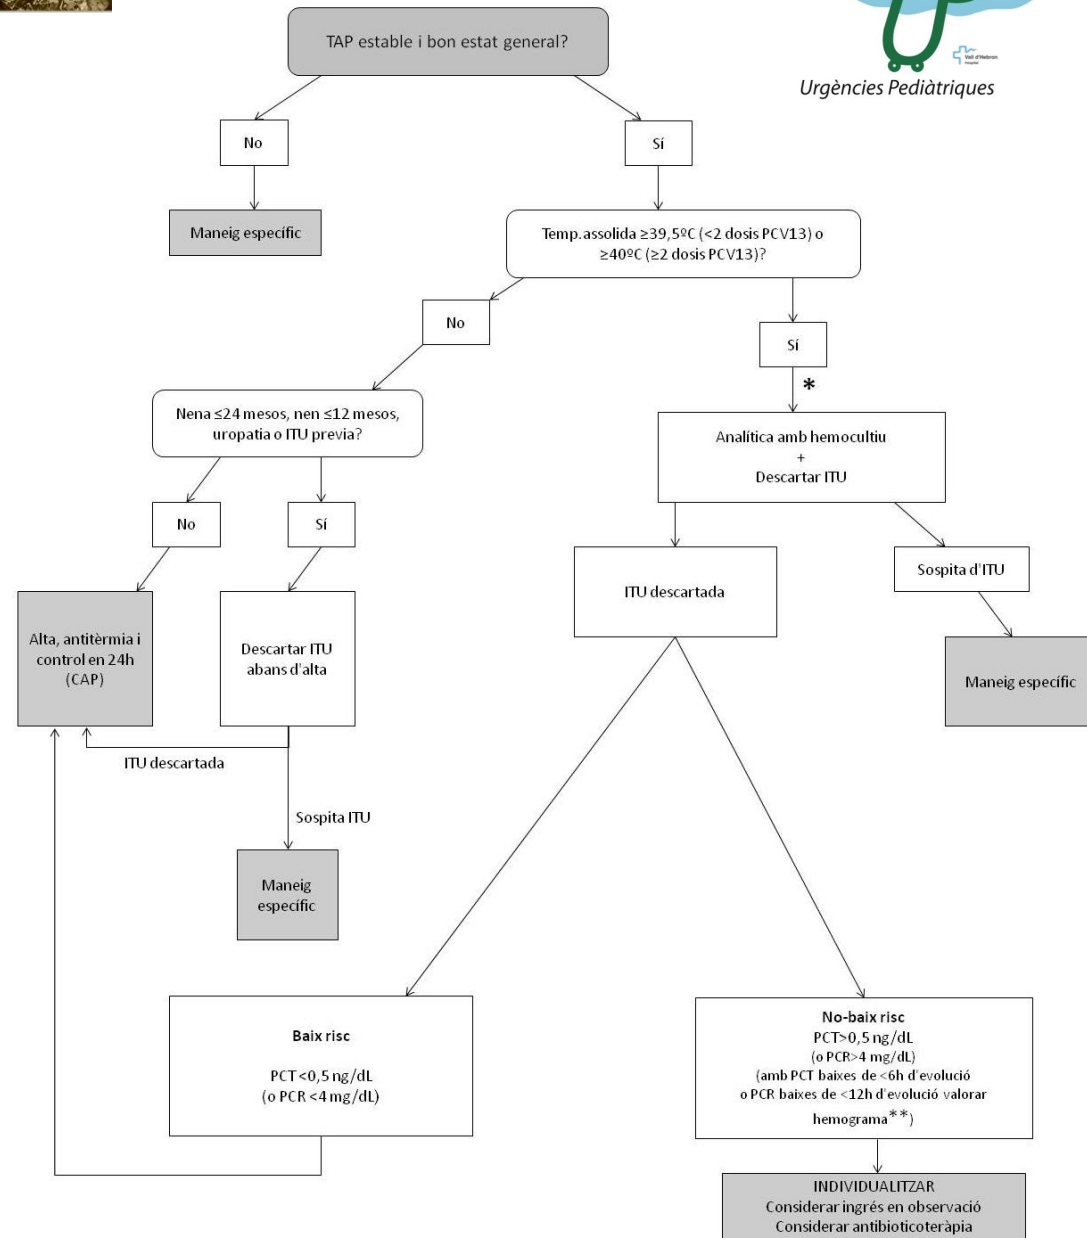 TAP estable i bon estat general?
Vall d'Hebron
Hospital
Urgències Pediàtriques
No
Sí
Maneig específic
Temp.assolida ≥39,5ºC (<2 dosis PCV13) o
≥40ºC (≥2 dosis PCV13)?
No
Sí
*
Nena ≤24 mesos, nen ≤12 mesos,
uropatia o ITU previa?
Analítica amb hemocultiu
+
Descartar ITU
No
Sí
ITU descartada
Sospita d'ITU
Alta, antitèrmia i
control en 24h
(CAP)
Descartar ITU
abans d'alta
Maneig específic
ITU descartada
Sospita ITU
Maneig
específic
Baix risc
PCT <0,5 ng/dL
(o PCR <4 mg/dL)
No-baix risc
PCT>0,5 ng/dL
(o PCR>4 mg/dL)
(amb PCT baixes de <6h d'evolució
o PCR baixes de <12h d'evolució valorar
hemograma**)
INDIVIDUALITZAR
Considerar ingrés en observació
Considerar antibioticoteràpia